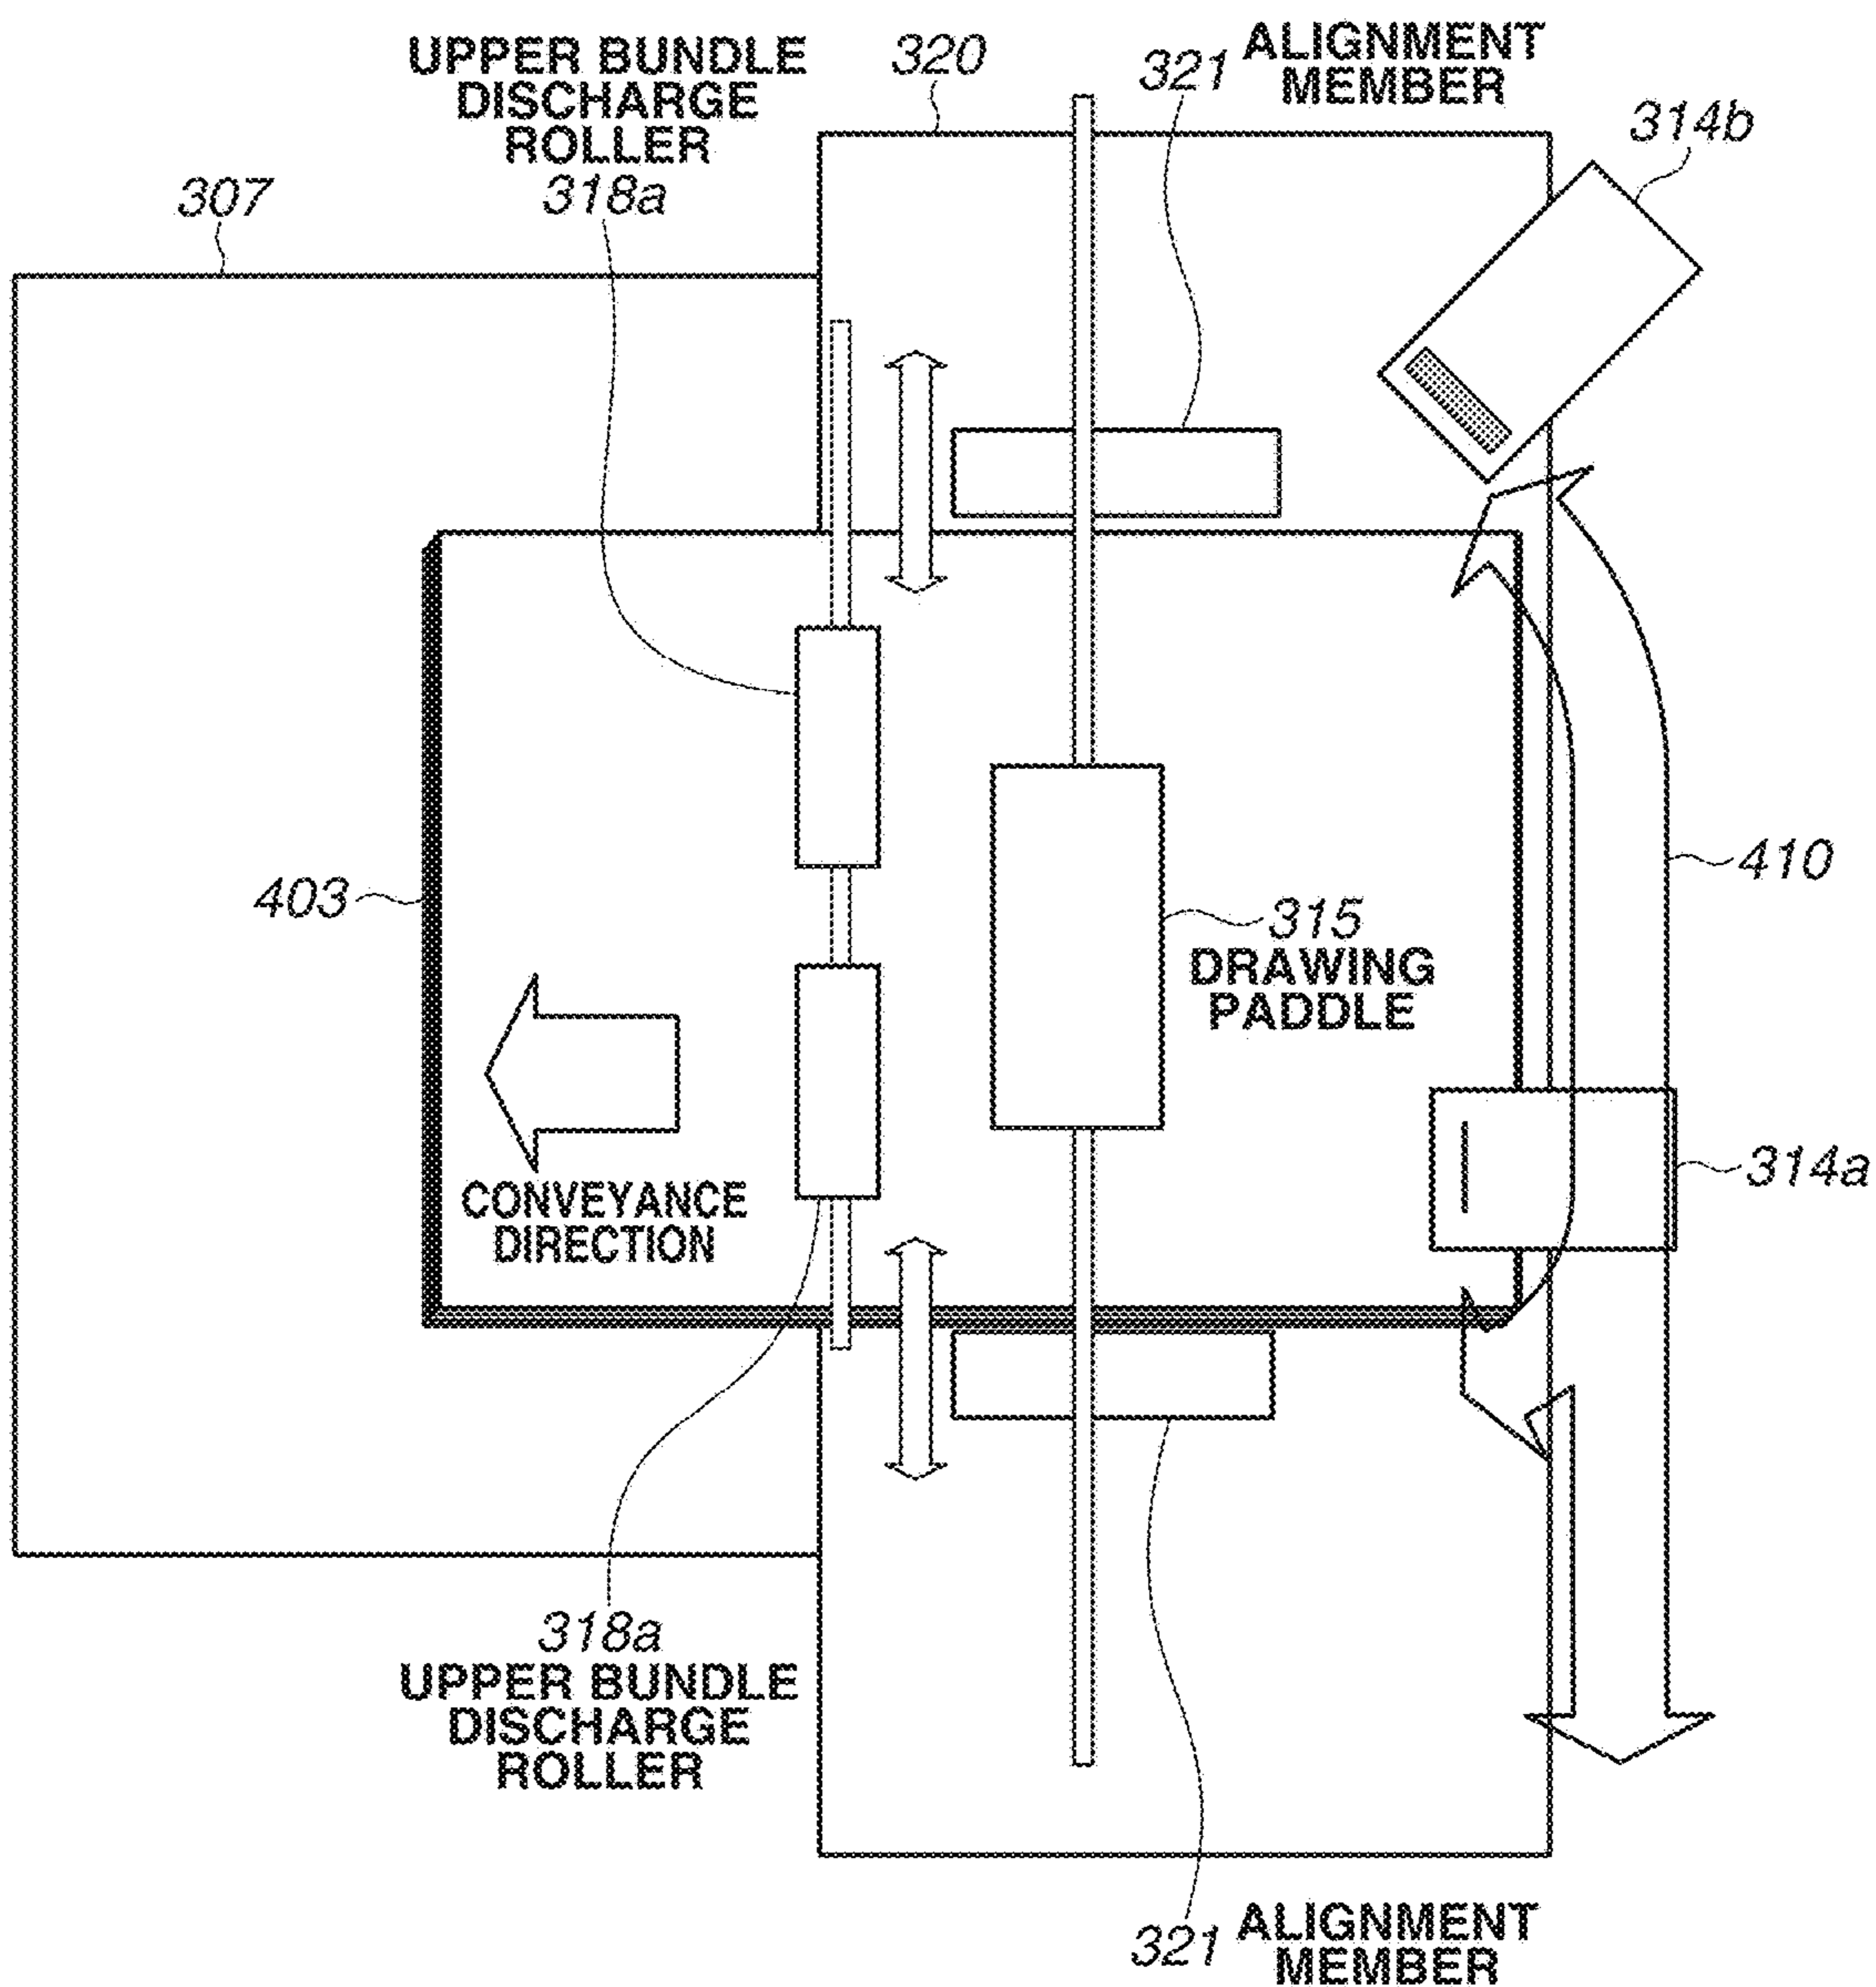 UPPER BUNDLE
DISCHARGE
ROLLER
318a
320
321 ALIGNMENT
MEMBER
314b
307
403
315
DRAWING
PADDLE
410
314a
CONVEYANCE
DIRECTION
318a
UPPER BUNDLE
DISCHARGE
ROLLER
321 ALIGNMENT
MEMBER